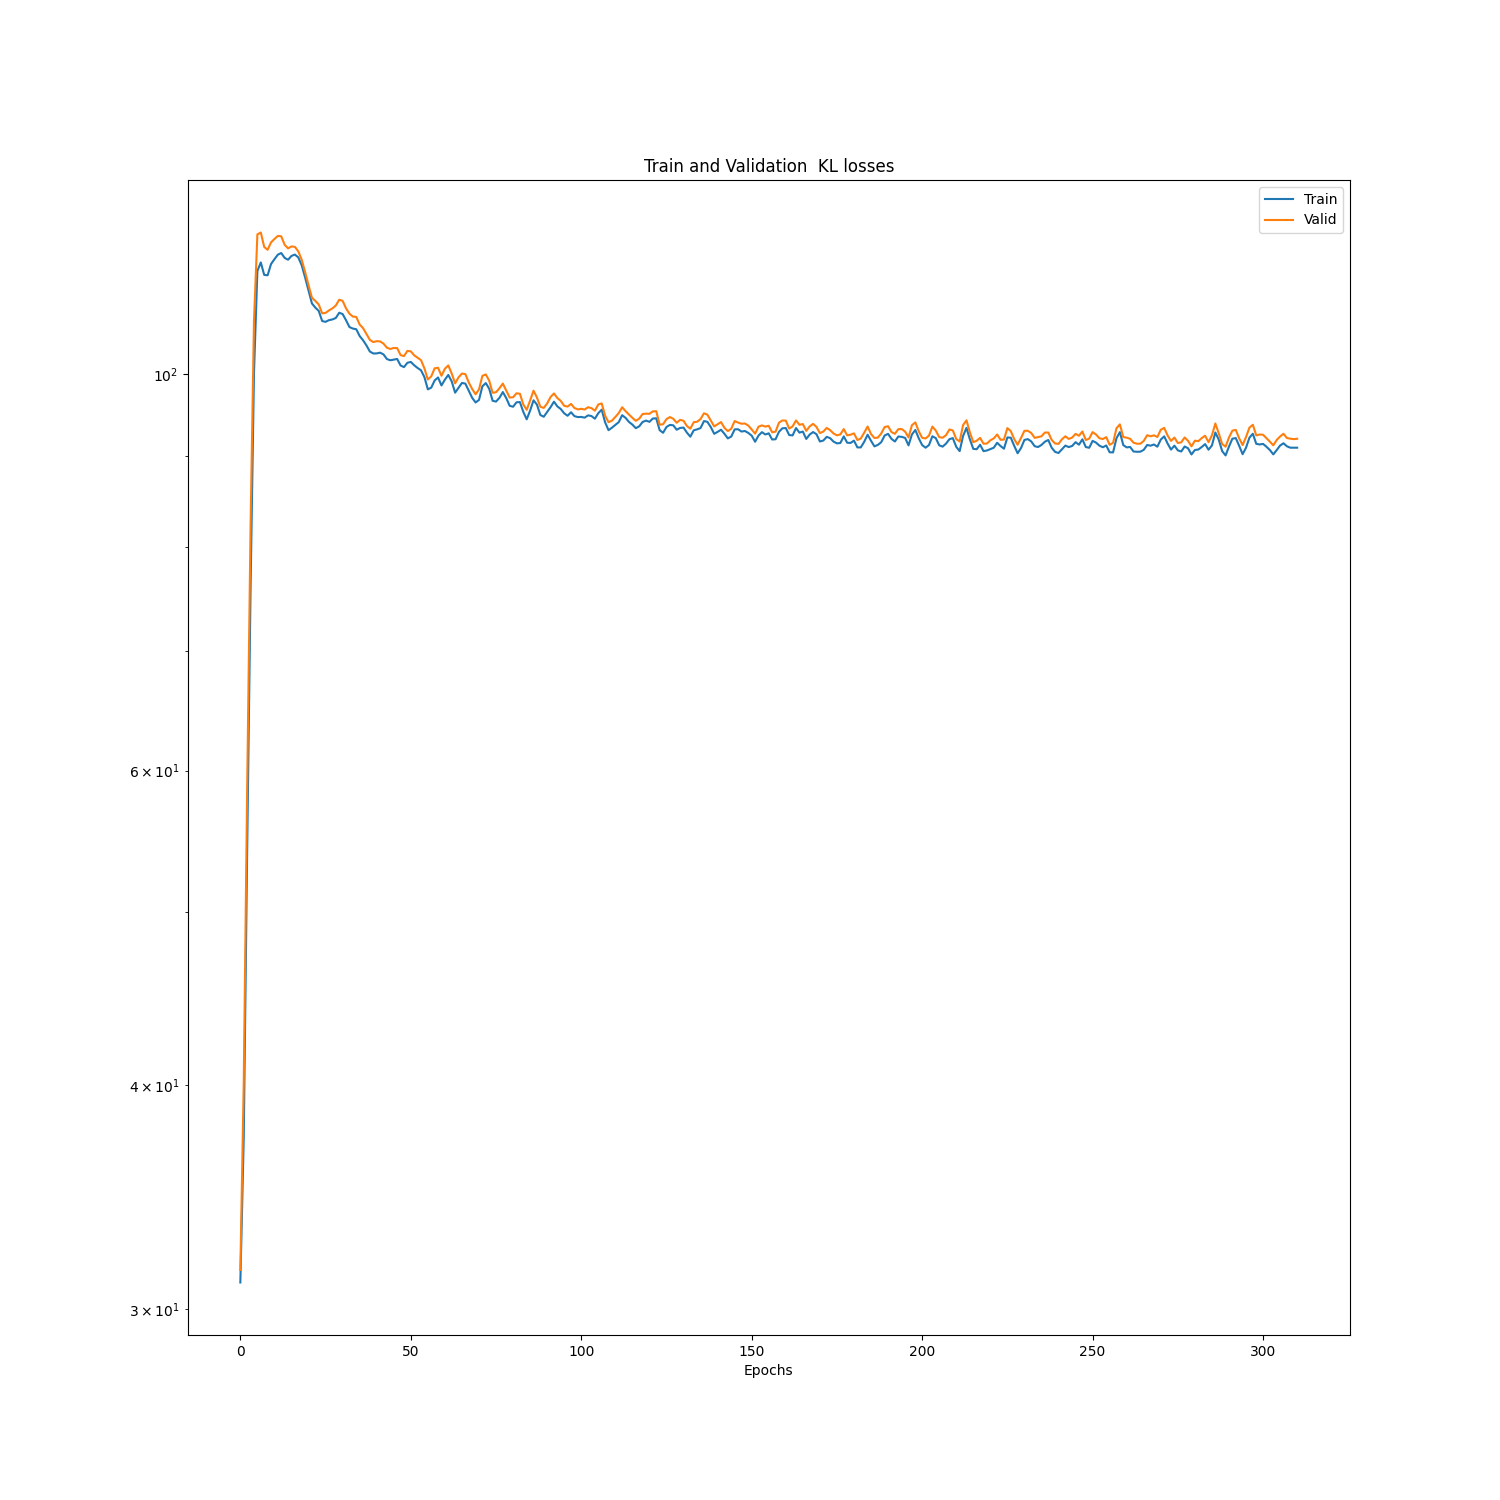 Train and Validation  KL losses
Train
Valid
10²
6 × 10¹
4 × 10¹
3 × 10¹
0 50 100 150 200 250 300
Epochs